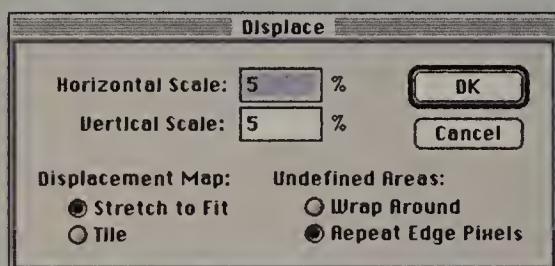 Displace
Horizontal Scale: 5 % OK
Vertical Scale: 5 % Cancel
Displacement Map: Undefined Areas:
Stretch to Fit Wrap Around
Tile Repeat Edge Pixels